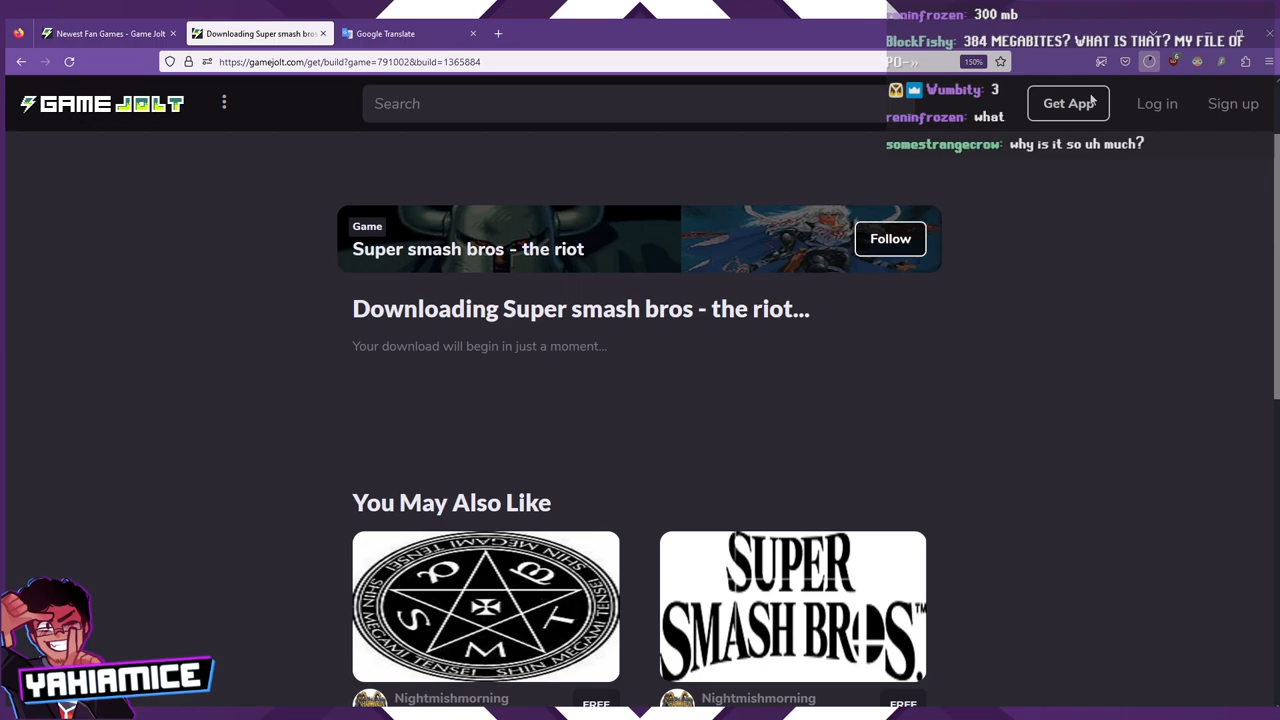 reninfrozen: 300 mb
Newest Fan Games - Game Jolt
Downloading Super smash bros
Google Translate
BlockFishy: 384 MEGABITES? WHAT IS THAT? MY FILE OF
https://gamejolt.com/get/build?game=791002&build=1365884
150%
GAME JOLT
Search
Wumbity: 3
reninfrozen: what
somestrangecrow: why is it so uh much?
Get App
Log in
Sign up
Game
Super smash bros - the riot
Follow
Downloading Super smash bros - the riot...
Your download will begin in just a moment...
You May Also Like
SHIN MEGAMI TENSEI SHIN MEGAMI TENSEI
S M T
SUPER
SMASH BROS.™
Nightmishmorning
FREE
Nightmishmorning
FREE
YAHIAMICE